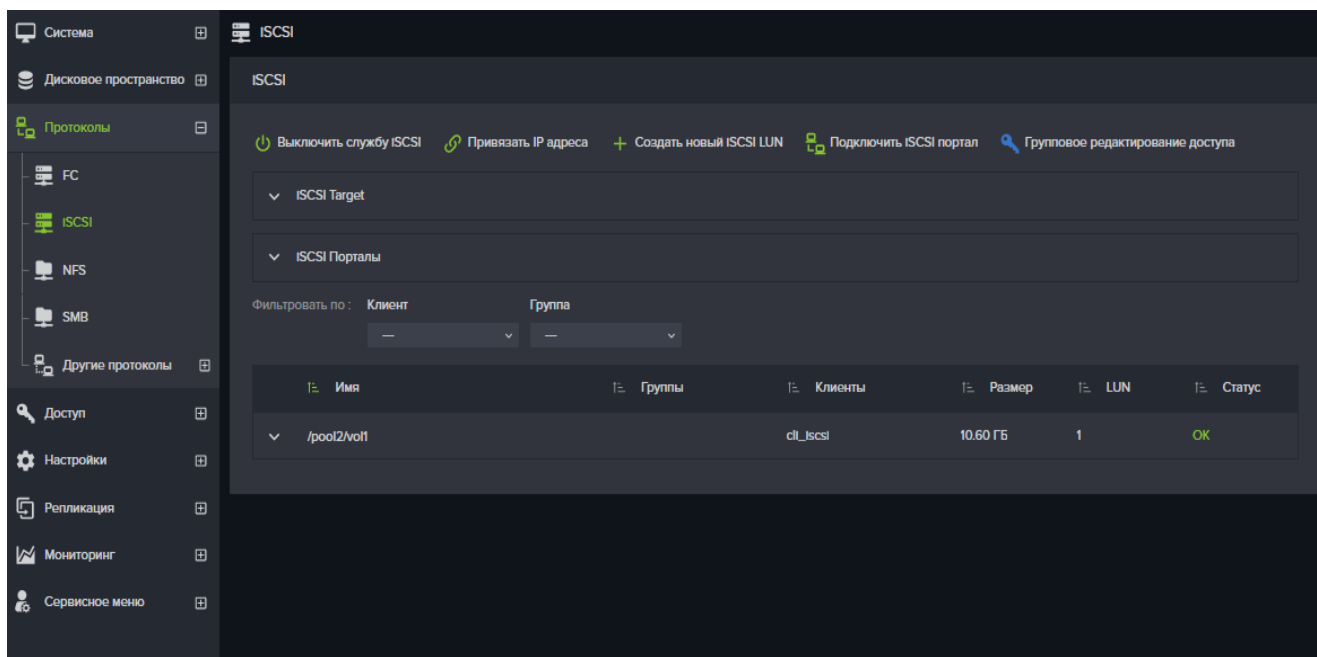 Система
Дисковое пространство
Протоколы
FC
iSCSI
NFS
SMB
Другие протоколы
Доступ
Настройки
Репликация
Мониторинг
Сервисное меню
iSCSI
iSCSI
Выключить службу iSCSI Привязать IP адреса Создать новый iSCSI LUN Подключить iSCSI портал Групповое редактирование доступа
iSCSI Target
iSCSI Порталы
Фильтровать по : Клиент Группа
— —
Имя Группы Клиенты Размер LUN Статус
/pool2/vol1 cli_iscsi 10.60 ГБ 1 OK